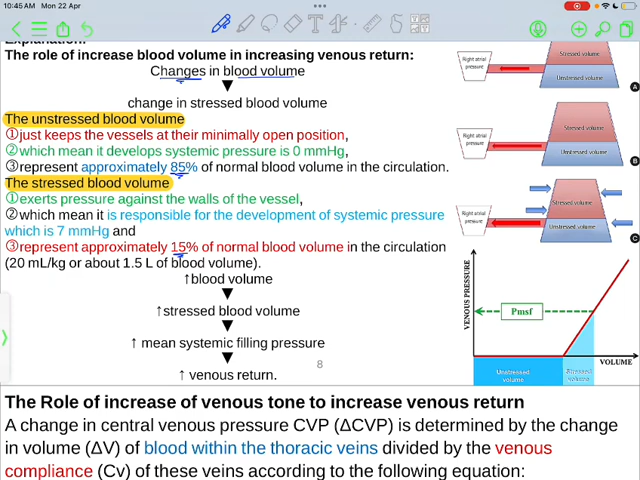 10:45 AM Mon 22 Apr
Explanation:
The role of increase blood volume in increasing venous return:
Changes in blood volume
▼
change in stressed blood volume
The unstressed blood volume
①just keeps the vessels at their minimally open position,
②which mean it develops systemic pressure is 0 mmHg,
③represent approximately 85% of normal blood volume in the circulation.
The stressed blood volume
①exerts pressure against the walls of the vessel,
②which mean it is responsible for the development of systemic pressure
which is 7 mmHg and
③represent approximately 15% of normal blood volume in the circulation
(20 mL/kg or about 1.5 L of blood volume).
↑blood volume
▼
↑stressed blood volume
▼
↑ mean systemic filling pressure
▼
↑ venous return.
8
Right atrial
pressure
Stressed volume
Unstressed volume
A
Right atrial
pressure
Stressed volume
Unstressed volume
B
Right atrial
pressure
Stressed volume
Unstressed volume
C
VENOUS PRESSURE
Pmsf
VOLUME
Unstressed
volume
Stressed
volume
The Role of increase of venous tone to increase venous return
A change in central venous pressure CVP (ΔCVP) is determined by the change
in volume (ΔV) of blood within the thoracic veins divided by the venous
compliance (Cv) of these veins according to the following equation: